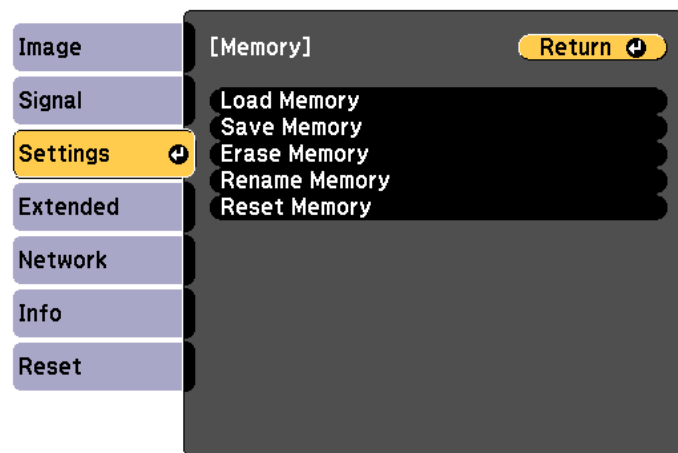 Image
Signal
Settings
Extended
Network
Info
Reset
[Memory]
Return
Load Memory
Save Memory
Erase Memory
Rename Memory
Reset Memory